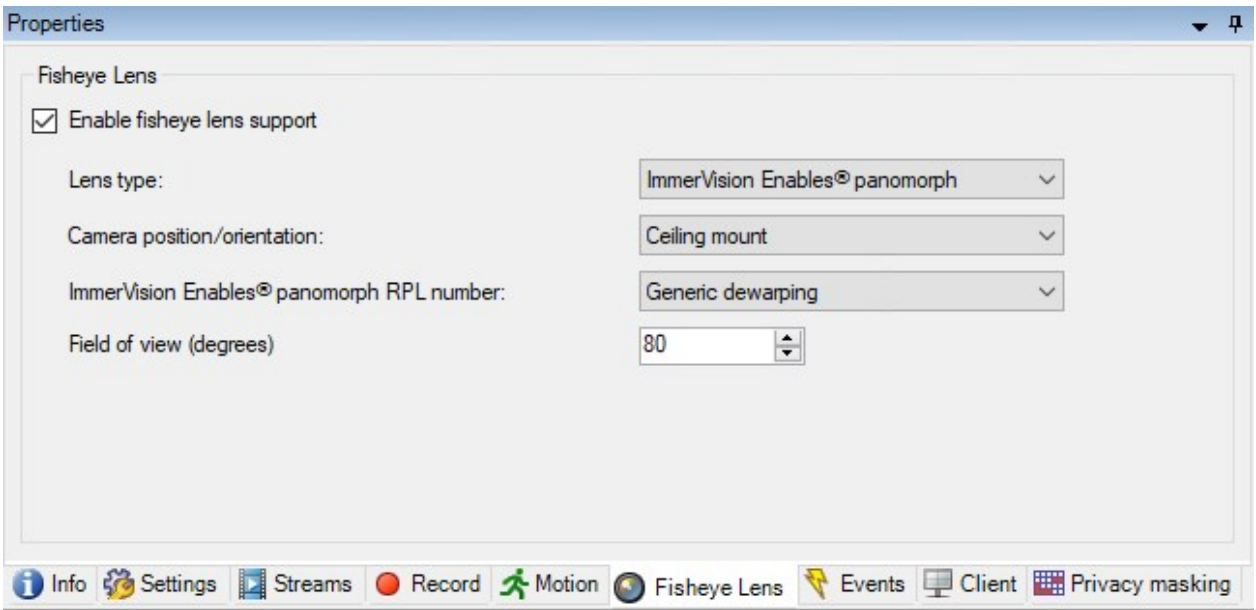 Properties
Fisheye Lens
Enable fisheye lens support
Lens type: ImmerVision Enables® panomorph
Camera position/orientation: Ceiling mount
ImmerVision Enables® panomorph RPL number: Generic dewarping
Field of view (degrees) 80
Info Settings Streams Record Motion Fisheye Lens Events Client Privacy masking